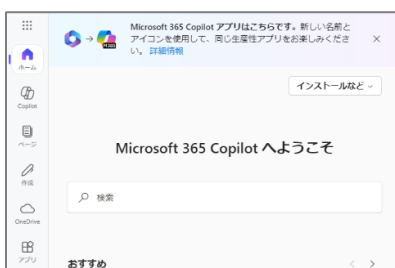 Microsoft 365 Copilot アプリはこちらです。新しい名前と
アイコンを使用して、同じ生産性アプリをお楽しみくださ
い。 詳細情報
M365
インストールなど
ホーム
Copilot
ページ
作成
OneDrive
アプリ
Microsoft 365 Copilot へようこそ
検索
おすすめ